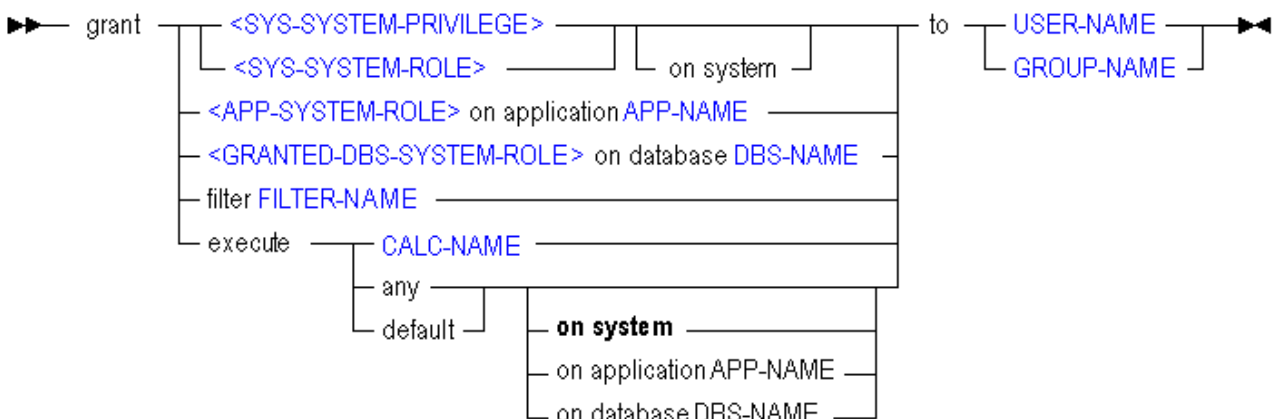 grant <SYS-SYSTEM-PRIVILEGE> to USER-NAME
<SYS-SYSTEM-ROLE> on system GROUP-NAME
<APP-SYSTEM-ROLE> on application APP-NAME
<GRANTED-DBS-SYSTEM-ROLE> on database DBS-NAME
filter FILTER-NAME
execute CALC-NAME
any
default on system
on application APP-NAME
on database DBS-NAME